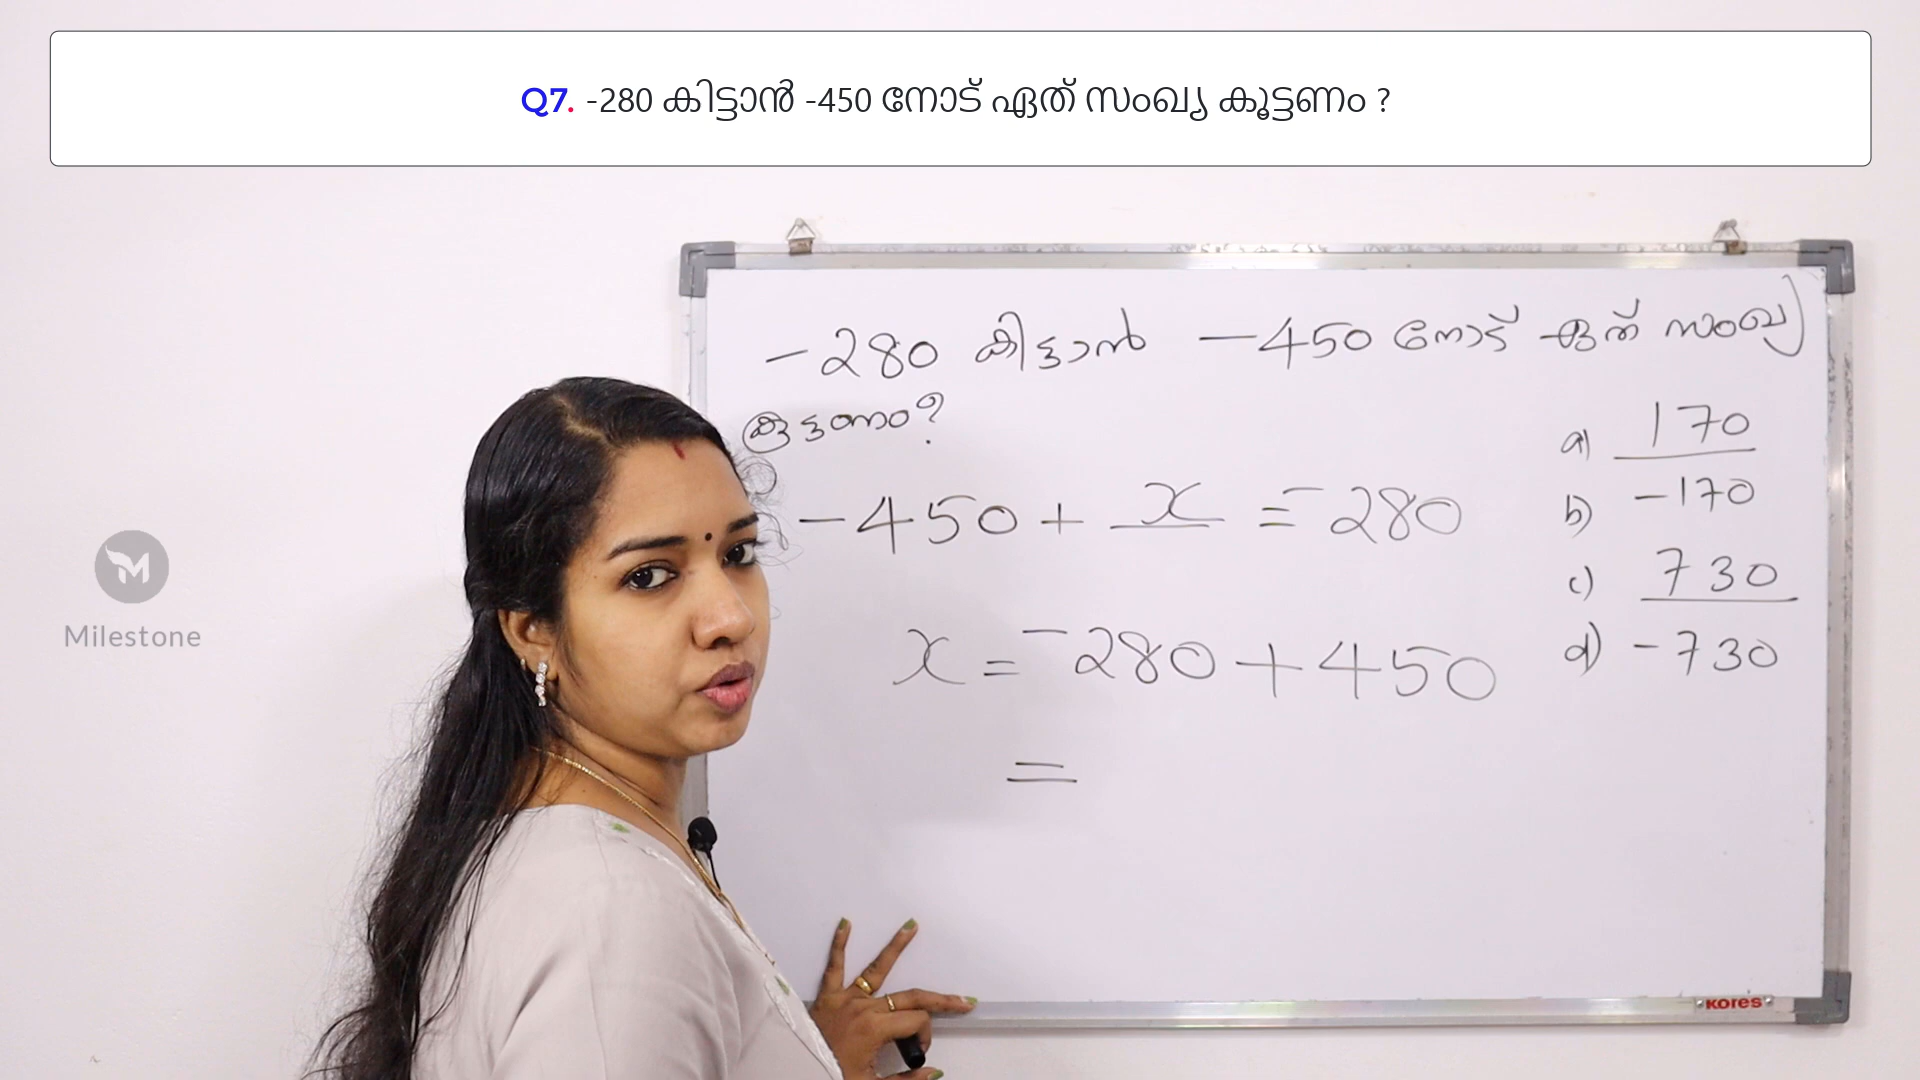 Q7. -280 കിട്ടാൻ -450 നോട് ഏത് സംഖ്യ കൂട്ടണം ?
-280 കിട്ടാൻ -450 നോട് ഏത് സംഖ്യ
കൂട്ടണം?
a) 170
b) -170
-450 + x = -280
c) 730
x = -280 + 450
d) -730
=
Milestone
KORES